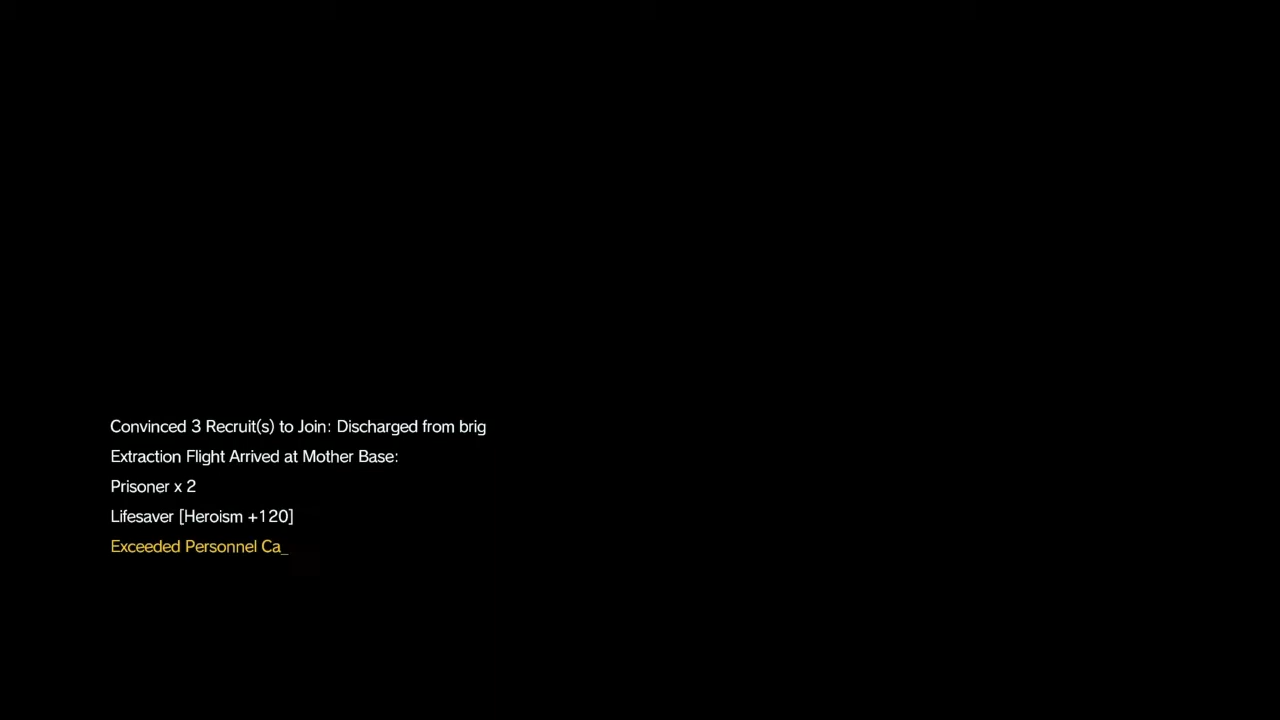 Convinced 3 Recruit(s) to Join: Discharged from brig
Extraction Flight Arrived at Mother Base:
Prisoner x 2
Lifesaver [Heroism +120]
Exceeded Personnel Ca_